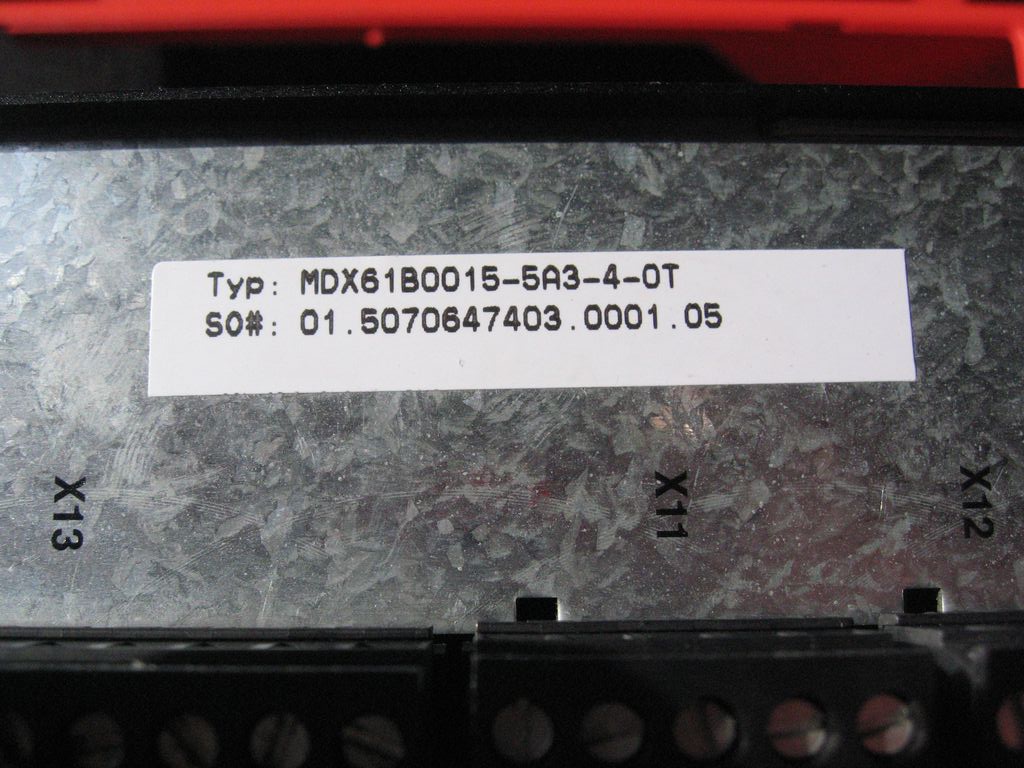 Typ: MDX61B0015-5A3-4-0T
SO#: 01.5070647403.0001.05
X13
X11
X12